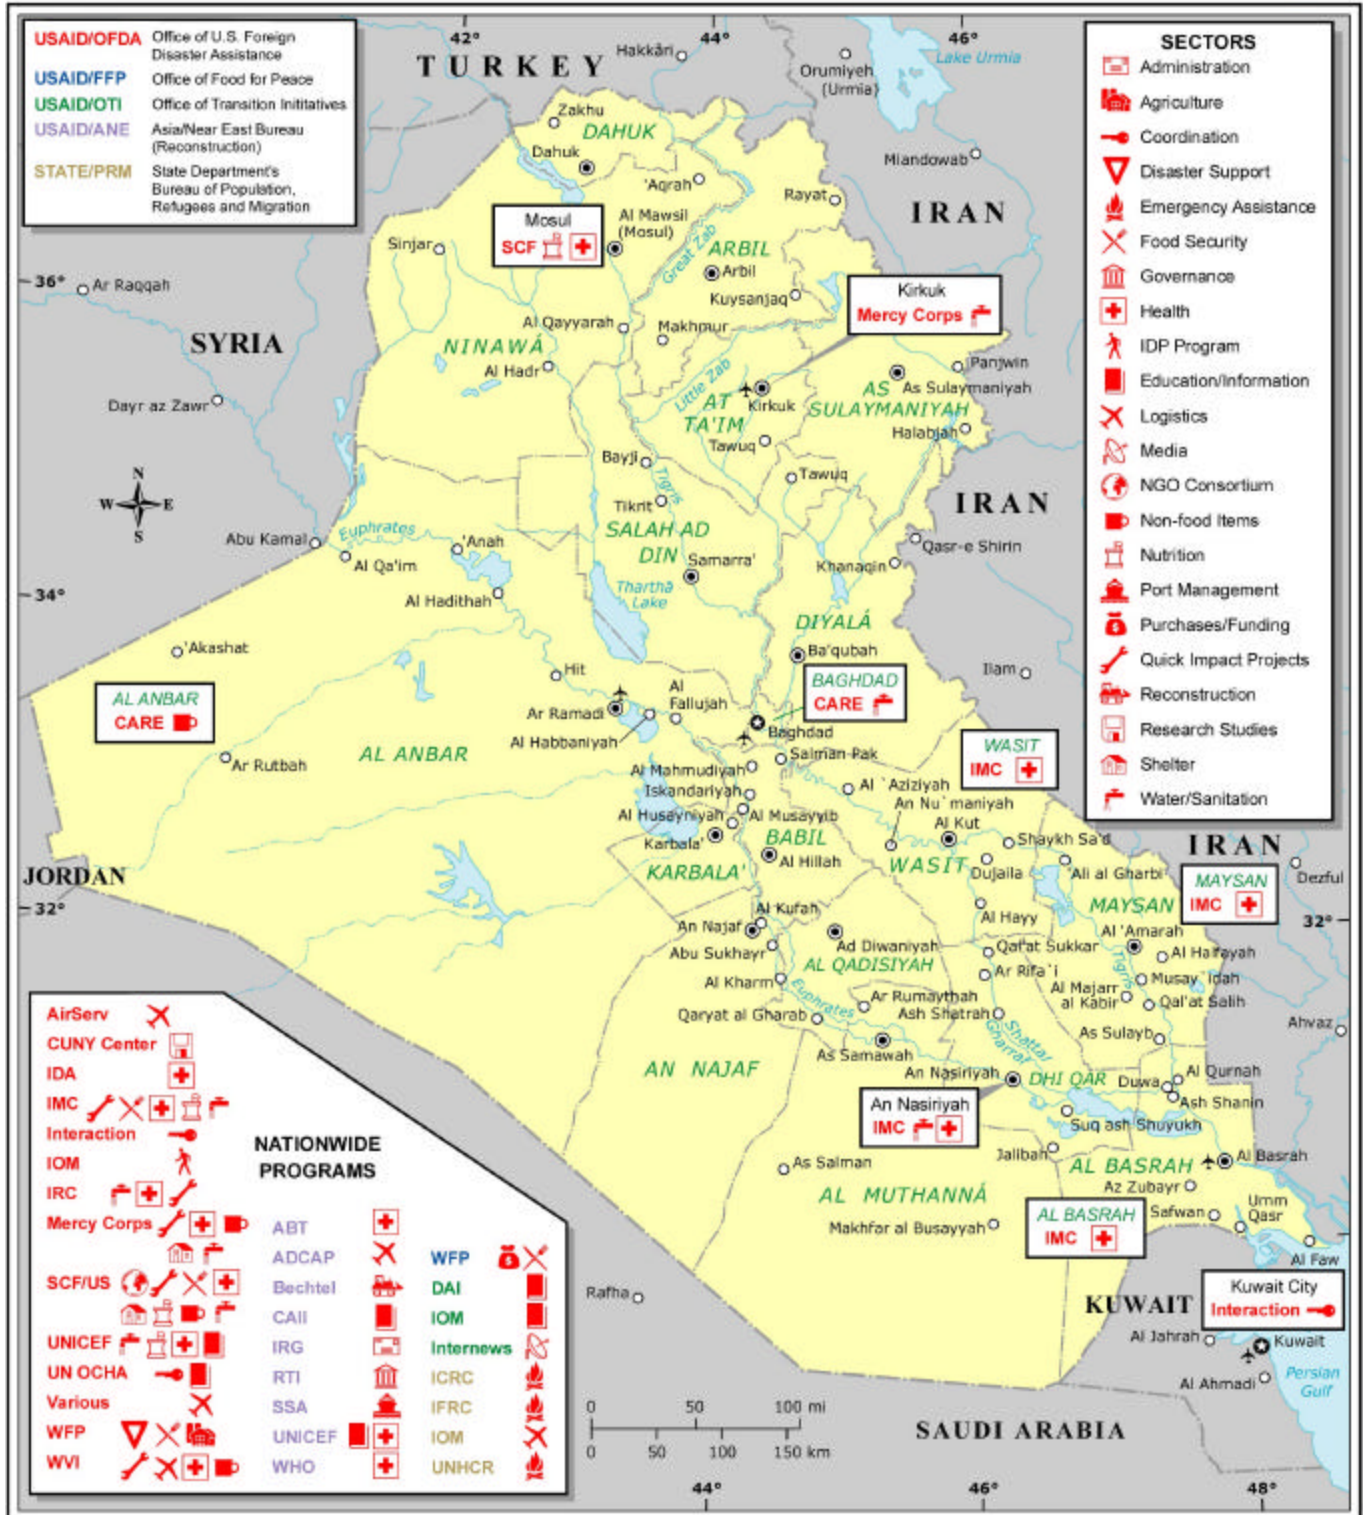 USAID/OFDA Office of U.S. Foreign
Disaster Assistance
USAID/FFP Office of Food for Peace
USAID/OTI Office of Transition Inititatives
USAID/ANE Asia/Near East Bureau
(Reconstruction)
STATE/PRM State Department's
Bureau of Population,
Refugees and Migration
42°
44°
46°
TURKEY
Hakkâri
Orumiyeh
(Urmia)
Lake Urmia
Miandowab
IRAN
SECTORS
Administration
Agriculture
Coordination
Disaster Support
Emergency Assistance
Food Security
Governance
Health
IDP Program
Education/Information
Logistics
Media
NGO Consortium
Non-food Items
Nutrition
Port Management
Purchases/Funding
Quick Impact Projects
Reconstruction
Research Studies
Shelter
Water/Sanitation
Zakhu
DAHUK
Dahuk
'Aqrah
Rayat
Mosul
SCF
Al Mawsil
(Mosul)
Sinjar
Great Zab
ARBIL
Arbil
Kuysanjaq
Kirkuk
Mercy Corps
36°
Ar Raqqah
SYRIA
Al Qayyarah
Makhmur
NINAWÁ
Al Hadr
Little Zab
Panjwin
As Sulaymaniyah
AS
SULAYMANIYAH
Kirkuk
AT
TA'IM
Dayr az Zawr
Tawuq
Halabjah
Bayji
Tigris
Tawuq
Tikrit
N
W E
S
IRAN
SALAH AD
DIN
Samarra'
Abu Kamal
Euphrates
'Anah
Al Qa'im
Qasr-e Shirin
Khanaqin
Tharthā
Lake
34°
Al Hadithah
DIYALÁ
Ba'qubah
'Akashat
Hit
Ilam
AL ANBAR
CARE
BAGHDAD
CARE
Al
Fallujah
Ar Ramadi
Al Habbaniyah
Baghdad
AL ANBAR
Ar Rutbah
Salman Pak
WASIT
IMC
Al Mahmudiyah
Iskandariyah
Al `Aziziyah
An Nu`maniyah
Al Husayniyah
Al Musayyib
Al Kut
Shaykh Sa'd
Karbala'
BABIL
Al Hillah
WASIT
Dujaila
'Ali al Gharbi
IRAN
Dezful
JORDAN
KARBALA'
MAYSAN
IMC
MAYSAN
32°
32°
Al Kufah
Al Hayy
An Najaf
Abu Sukhayr
Ad Diwaniyah
AL QADISIYAH
Qal'at Sukkar
Al 'Amarah
Al Halfayah
Tigris
Al Kharm
Ar Rifa`i
Musay`idah
Al Majarr
al Kabir
Qal'at Salih
Euphrates
Ar Rumaythah
Ash Shatrah
Qaryat al Gharab
Shattar
Gharraf
As Sulayb
Ahvaz
As Samawah
AN NAJAF
An Nasiriyah
DHI QAR
Duwa
Al Qurnah
Ash Shanin
An Nasiriyah
IMC
Suq ash Shuyukh
Jalibah
Al Basrah
As Salman
AL BASRAH
Az Zubayr
AL MUTHANNÁ
Safwan
Umm
Qasr
Makhfar al Busayyah
AL BASRAH
IMC
Al Faw
Rafha
KUWAIT
Kuwait City
Interaction
Al Jahrah
Kuwait
Al Ahmadi
Persian
Gulf
SAUDI ARABIA
AirServ
CUNY Center
IDA
IMC
Interaction
IOM
IRC
Mercy Corps
SCF/US
UNICEF
UN OCHA
Various
WFP
WVI
NATIONWIDE
PROGRAMS
ABT
ADCAP
Bechtel
CAII
IRG
RTI
SSA
UNICEF
WHO
WFP
DAI
IOM
Internews
ICRC
IFRC
IOM
UNHCR
0 50 100 mi
0 50 100 150 km
44°
46°
48°